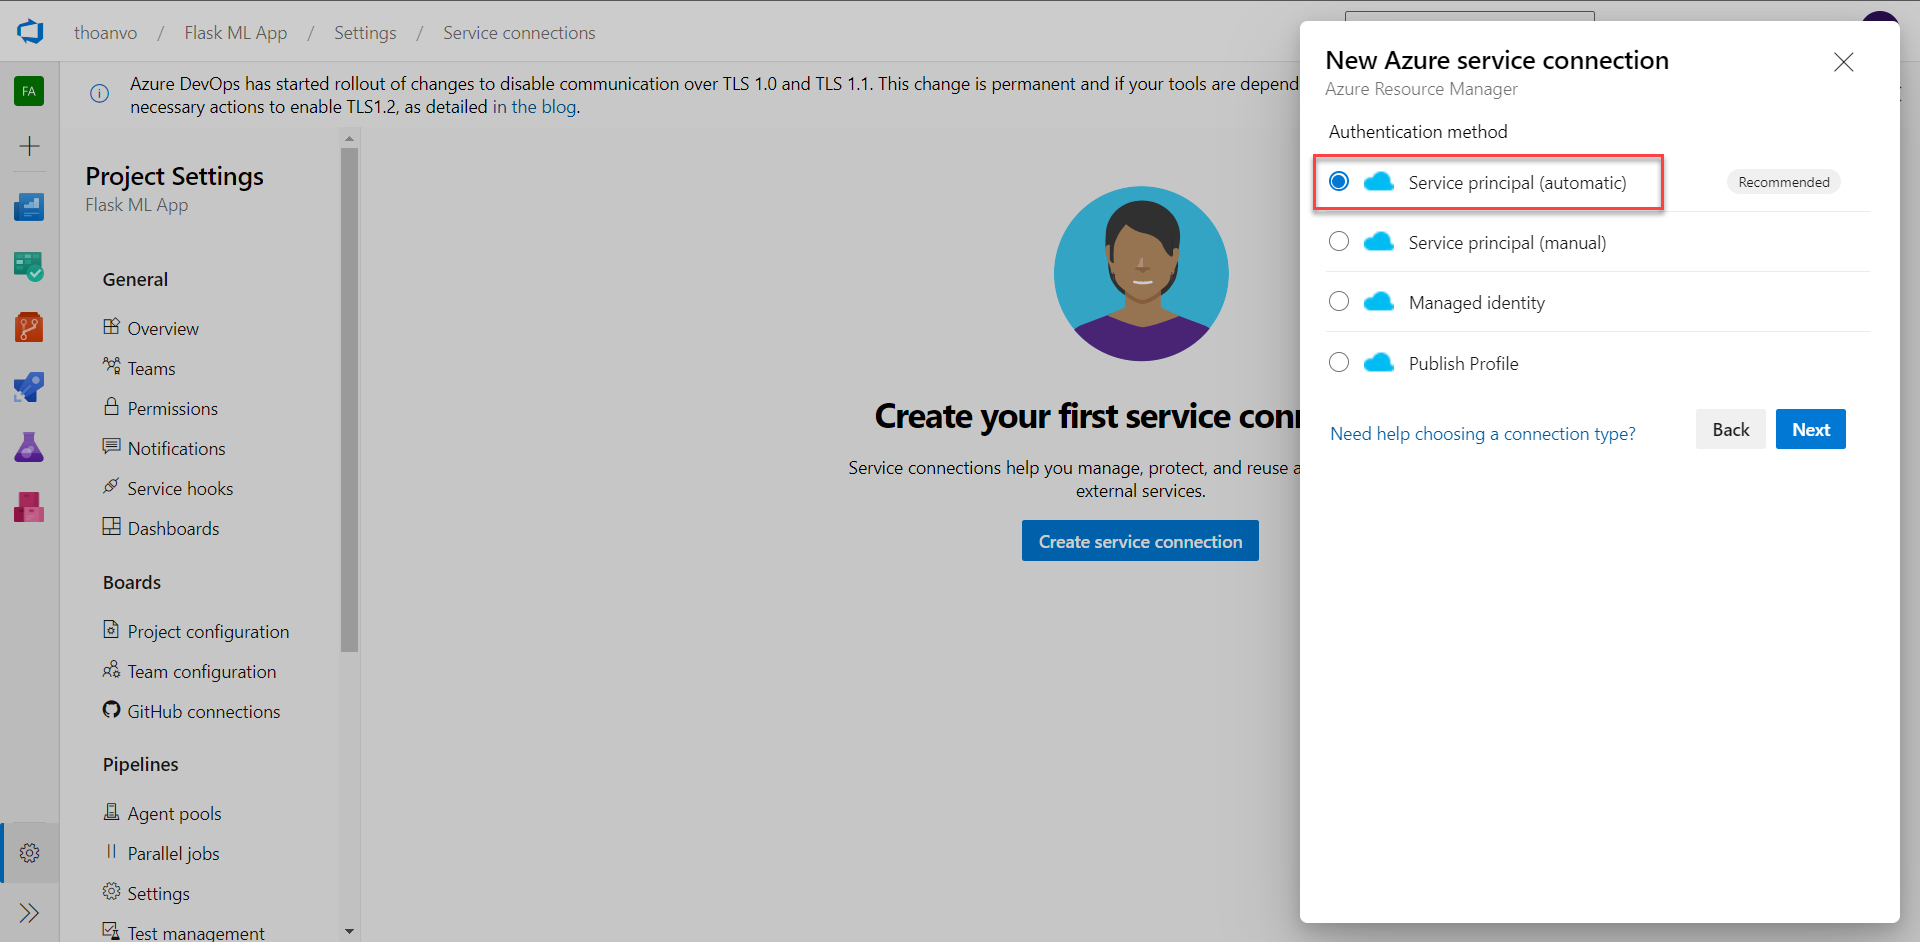 thoanvo / Flask ML App / Settings / Service connections
FA
Azure DevOps has started rollout of changes to disable communication over TLS 1.0 and TLS 1.1. This change is permanent and if your tools are depend
necessary actions to enable TLS1.2, as detailed in the blog.
Project Settings
Flask ML App
General
Overview
Teams
Permissions
Notifications
Service hooks
Dashboards
Boards
Project configuration
Team configuration
GitHub connections
Pipelines
Agent pools
Parallel jobs
Settings
Test management
Create your first service conn
Service connections help you manage, protect, and reuse a
external services.
Create service connection
New Azure service connection
Azure Resource Manager
Authentication method
Service principal (automatic) Recommended
Service principal (manual)
Managed identity
Publish Profile
Need help choosing a connection type? Back Next